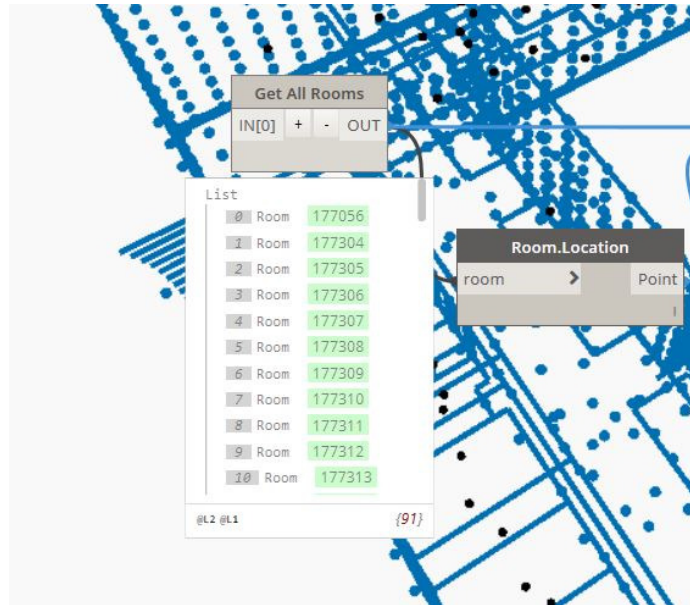 Get All Rooms
IN[0] + - OUT
List
0 Room 177056
1 Room 177304
2 Room 177305
3 Room 177306
4 Room 177307
5 Room 177308
6 Room 177309
7 Room 177310
8 Room 177311
9 Room 177312
10 Room 177313
@L2 @L1 {91}
Room.Location
room > Point
l